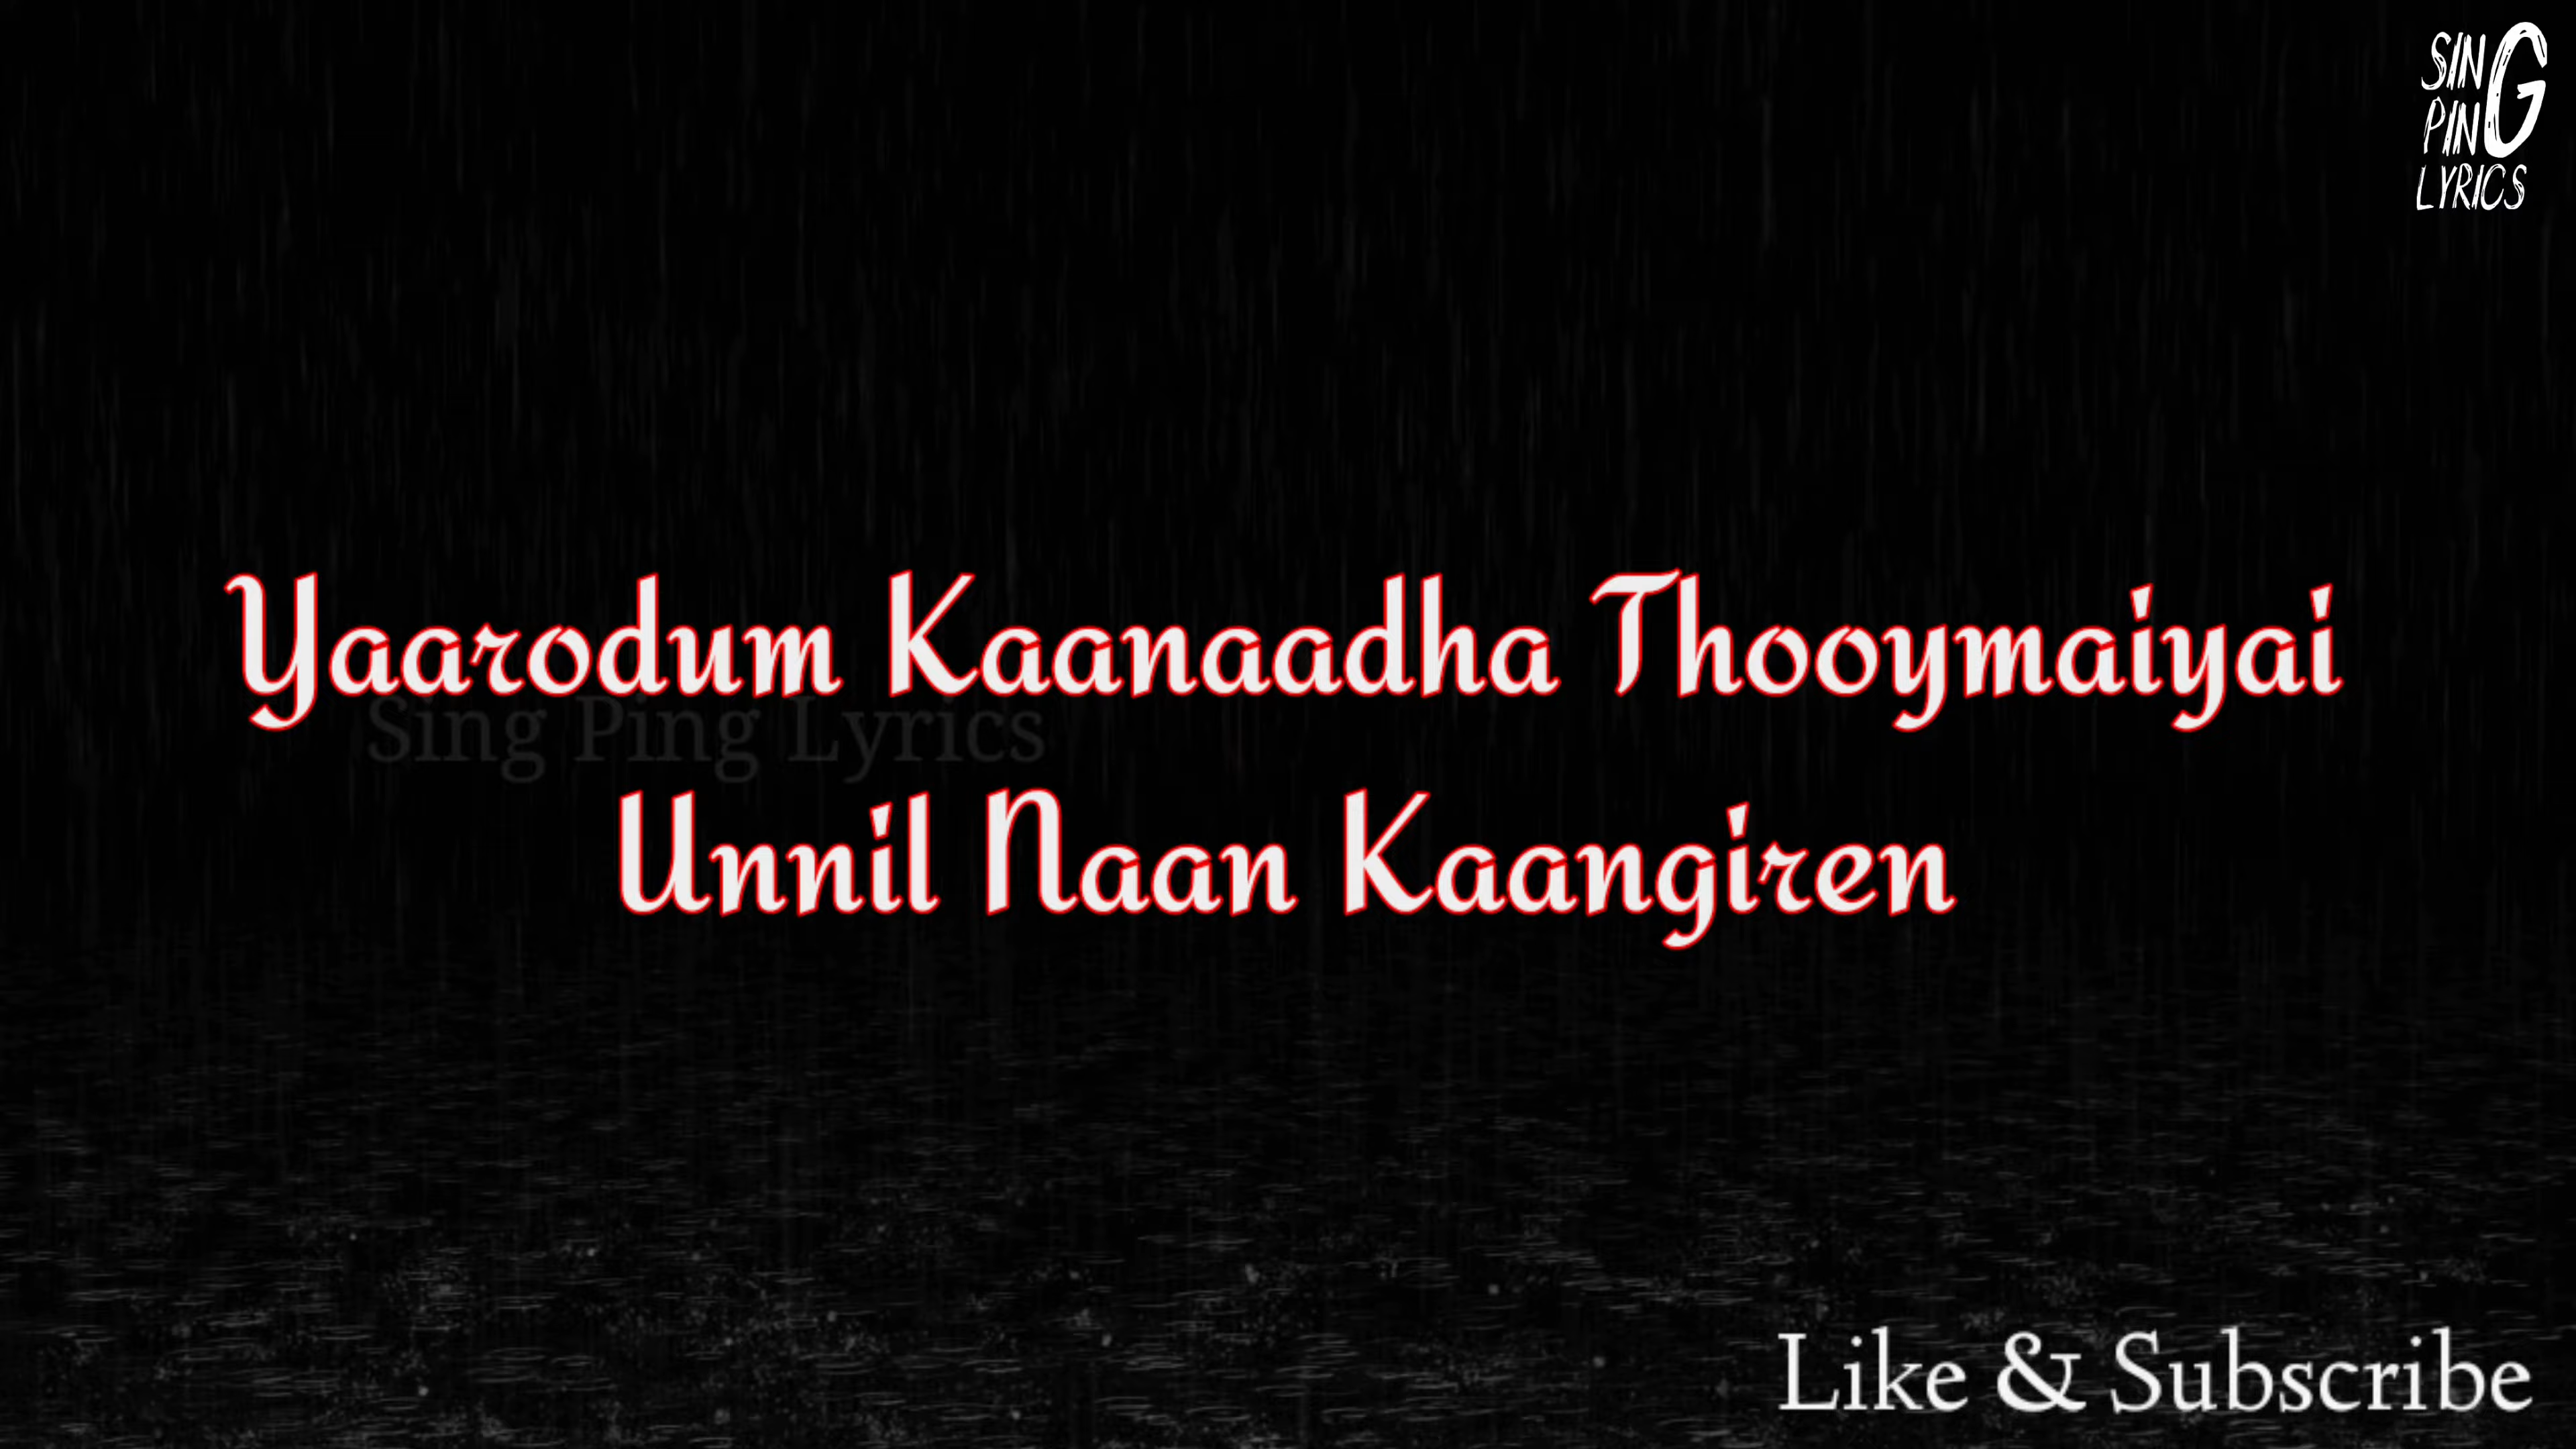 SING
PING
LYRICS
Yaarodum Kaanaadha Thooymaiyai
Sing Ping Lyrics
Unnil Naan Kaangiren
Like & Subscribe